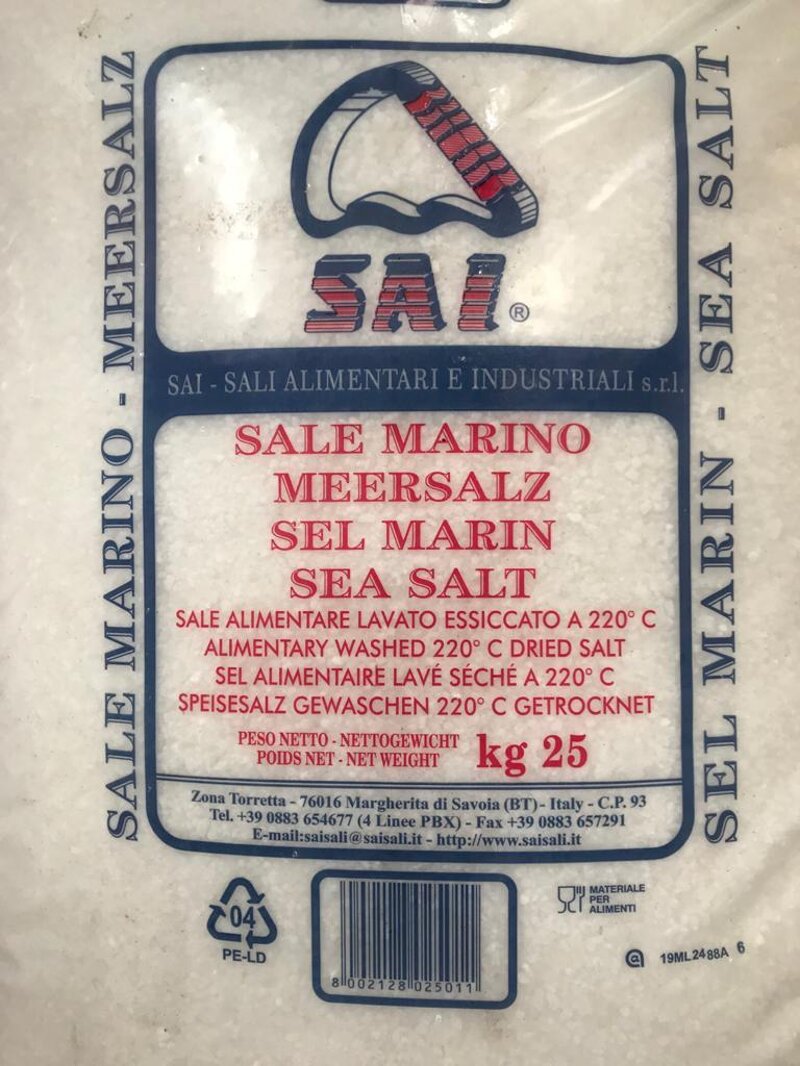 SALE MARINO - MEERSALZ
SEL MARIN - SEA SALT
SAI®
SAI - SALI ALIMENTARI E INDUSTRIALI s.r.l.
SALE MARINO
MEERSALZ
SEL MARIN
SEA SALT
SALE ALIMENTARE LAVATO ESSICCATO A 220° C
ALIMENTARY WASHED 220° C DRIED SALT
SEL ALIMENTAIRE LAVÉ SÉCHÉ A 220° C
SPEISESALZ GEWASCHEN 220° C GETROCKNET
PESO NETTO - NETTOGEWICHT
POIDS NET - NET WEIGHT
kg 25
Zona Torretta - 76016 Margherita di Savoia (BT) - Italy - C.P. 93
Tel. +39 0883 654677 (4 Linee PBX) - Fax +39 0883 657291
E-mail:saisali@saisali.it - http://www.saisali.it
04
PE-LD
8 002128 025011
MATERIALE
PER
ALIMENTI
@ 19ML2488A 6